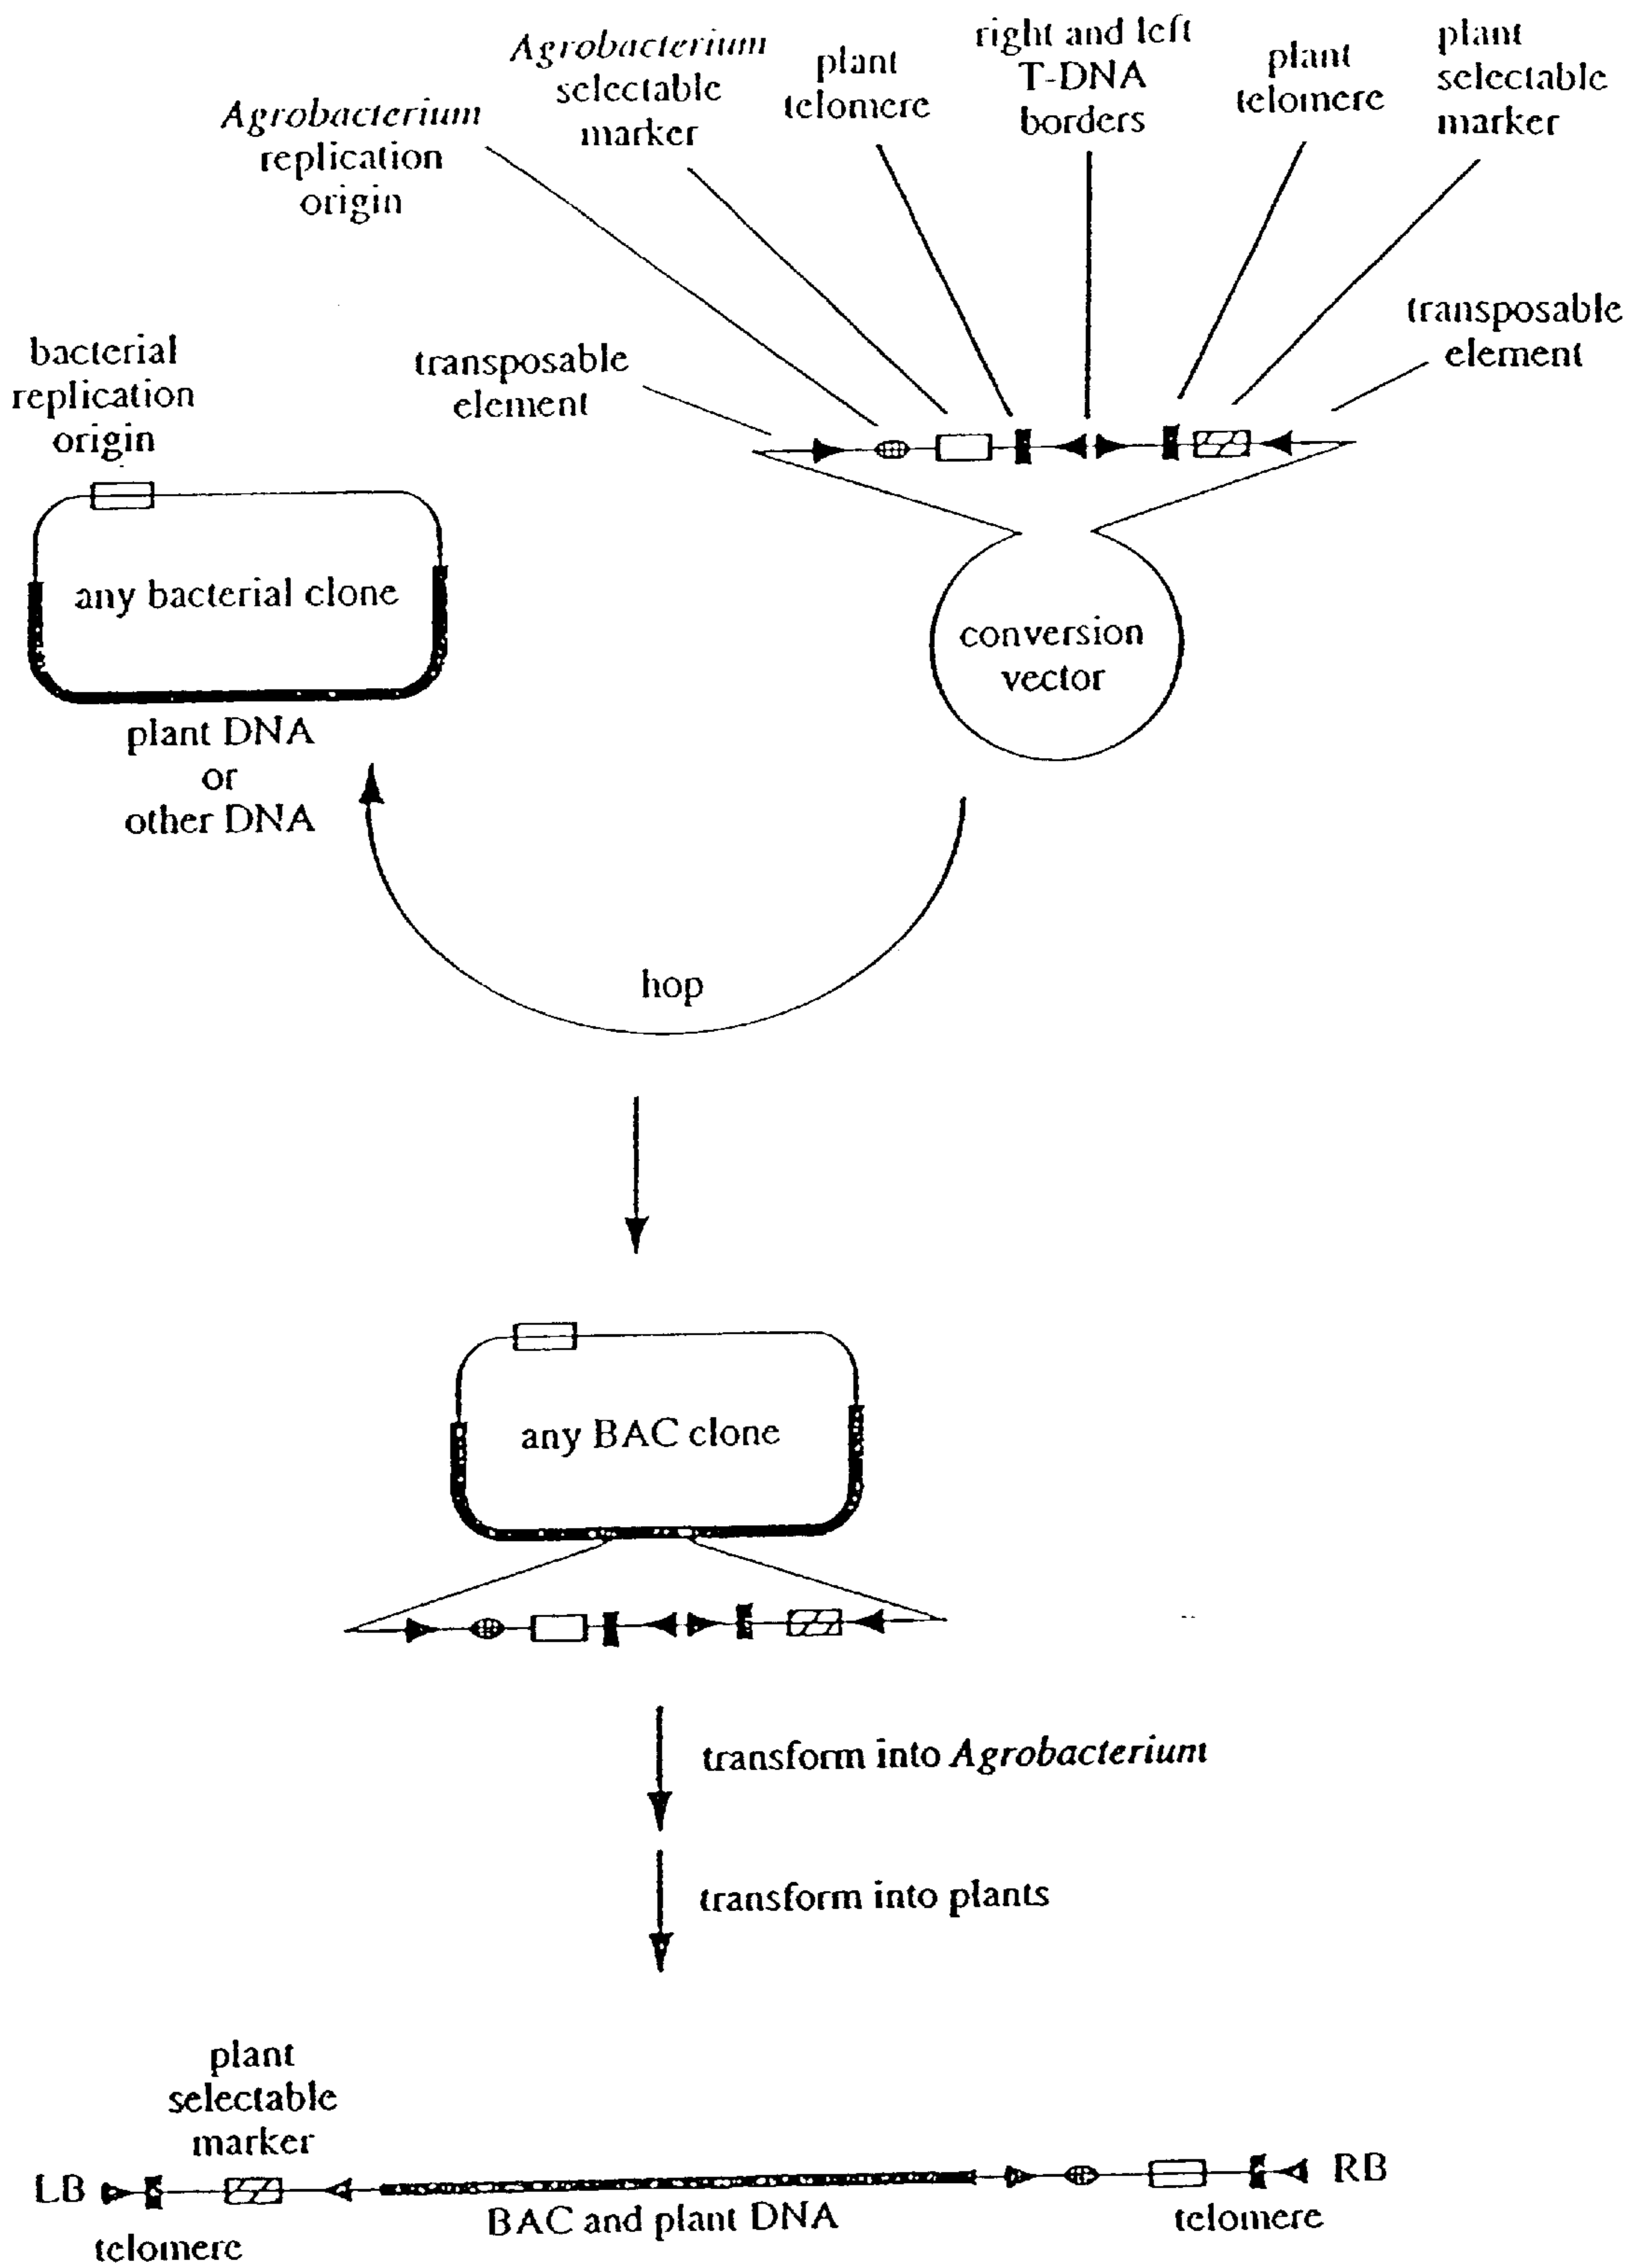 Agrobacterium
replication
origin
Agrobacterium
selectable
marker
plant
telomere
right and left
T-DNA
borders
plant
telomere
plant
selectable
marker
transposable
element
transposable
element
bacterial
replication
origin
any bacterial clone
plant DNA
or
other DNA
conversion
vector
hop
any BAC clone
transform into Agrobacterium
transform into plants
plant
selectable
marker
LB
RB
BAC and plant DNA
telomere
telomere